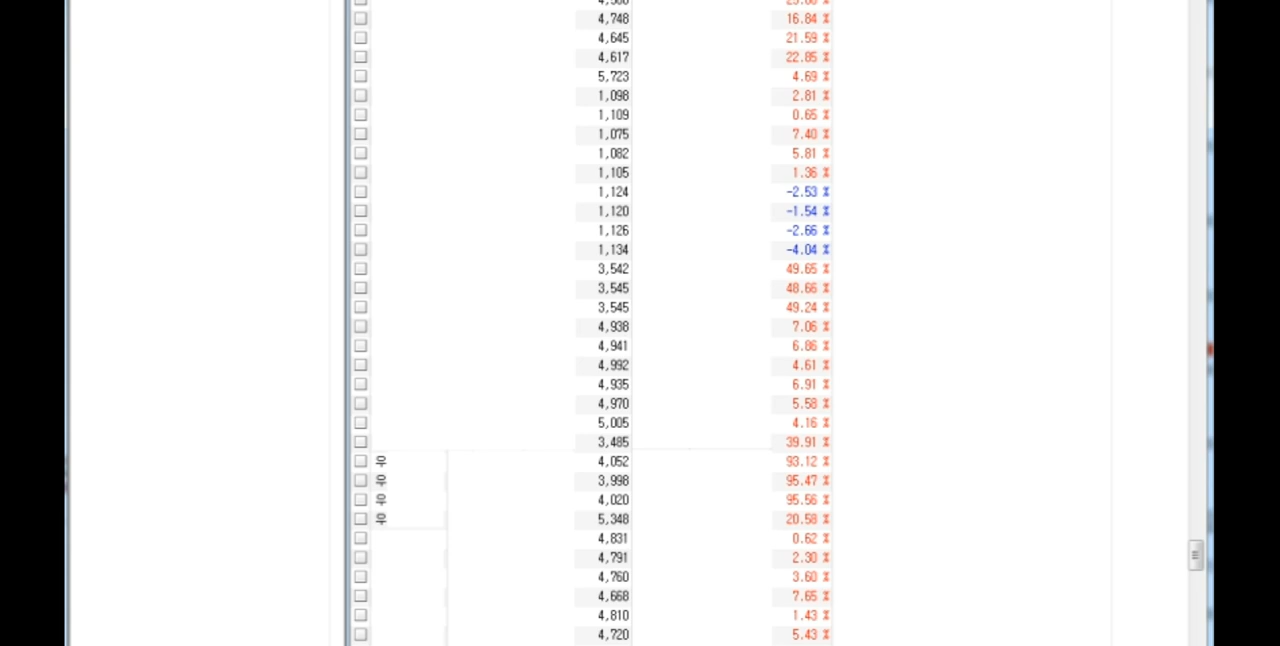 4,748 16.84 %
4,645 21.59 %
4,617 22.85 %
5,723 4.69 %
1,098 2.81 %
1,109 0.65 %
1,075 7.40 %
1,082 5.81 %
1,105 1.36 %
1,124 -2.53 %
1,120 -1.54 %
1,126 -2.66 %
1,134 -4.04 %
3,542 49.65 %
3,545 48.66 %
3,545 49.24 %
4,938 7.06 %
4,941 6.86 %
4,992 4.61 %
4,935 6.91 %
4,970 5.58 %
5,005 4.16 %
3,485 39.91 %
4,052 93.12 %
3,998 95.47 %
4,020 95.56 %
5,348 20.58 %
4,831 0.62 %
4,791 2.30 %
4,760 3.60 %
4,668 7.65 %
4,810 1.43 %
4,720 5.43 %